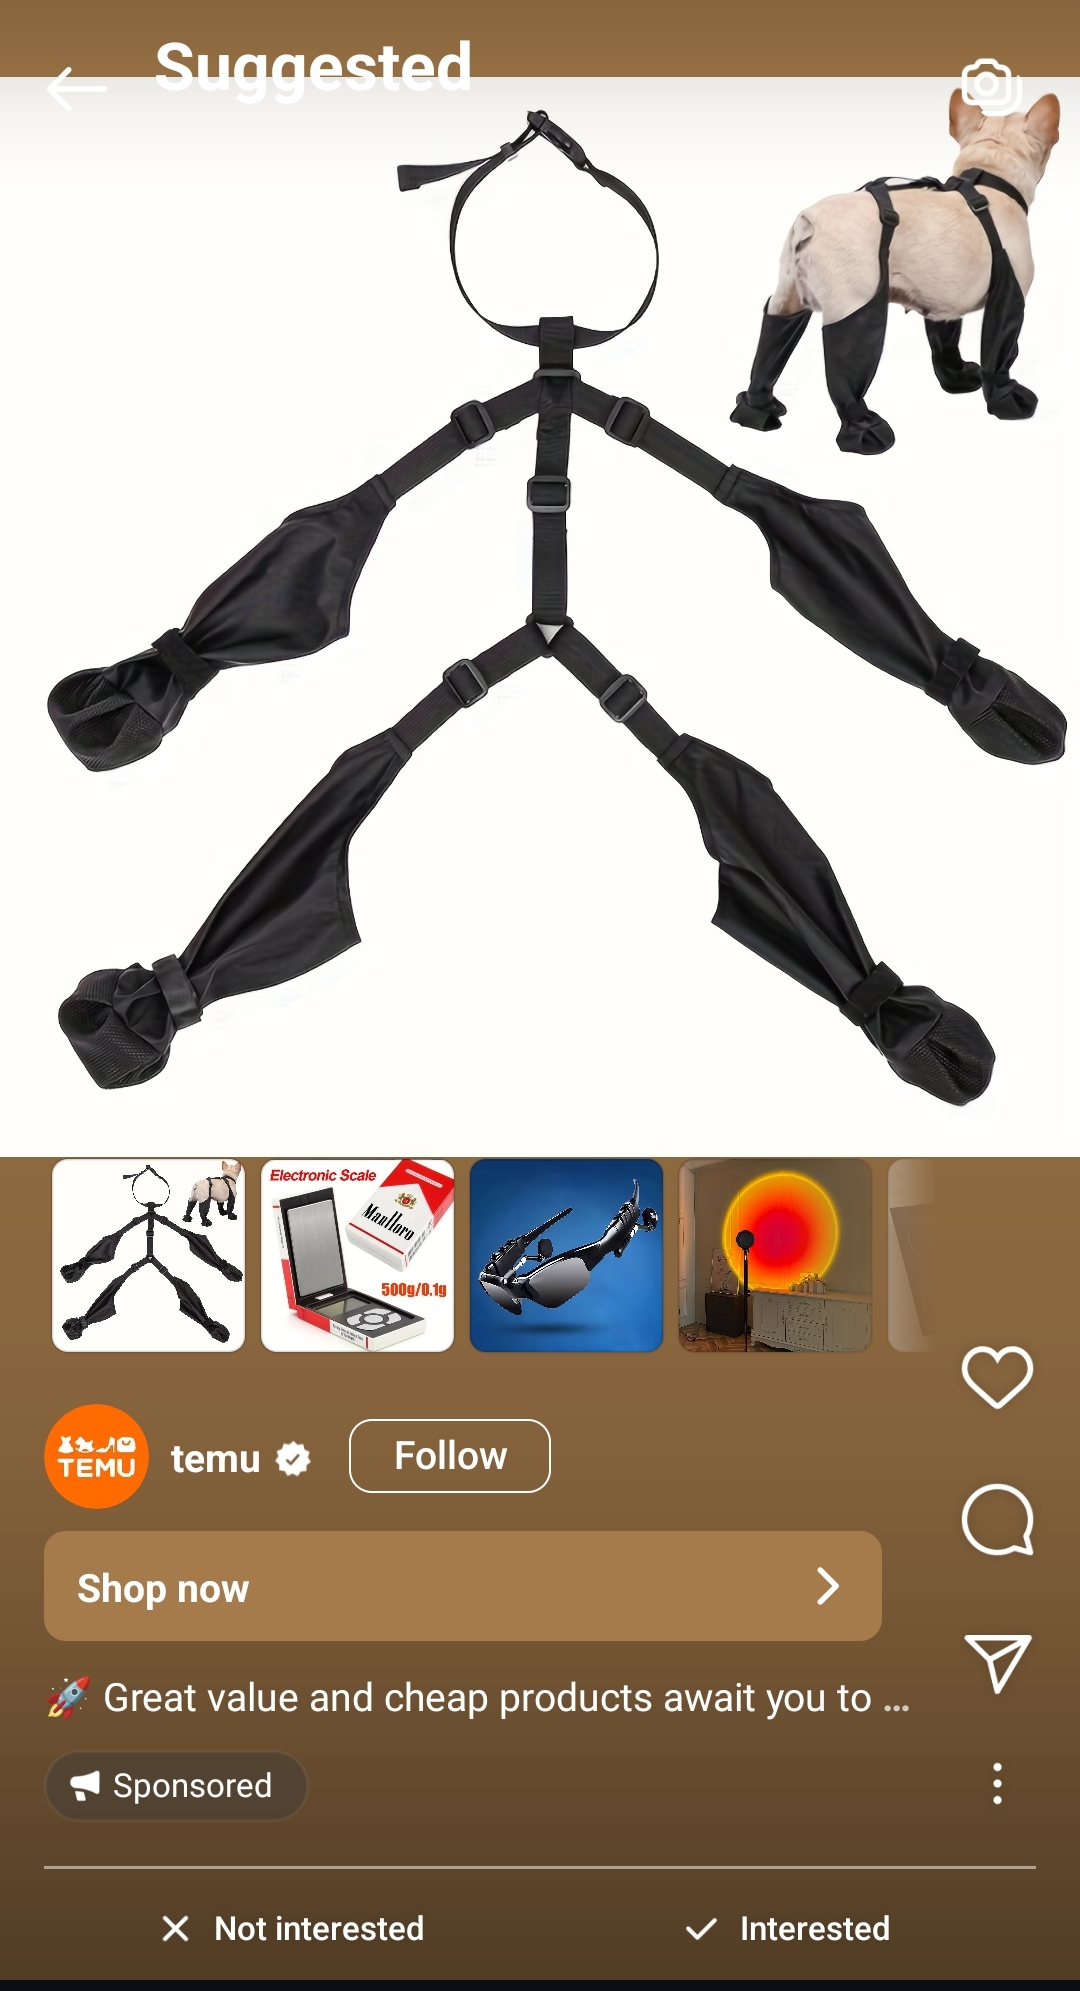 Suggested
Electronic Scale
Manlloro
500g/0.1g
TEMU
temu
Follow
Shop now
🚀 Great value and cheap products await you to ...
Sponsored
Not interested
Interested